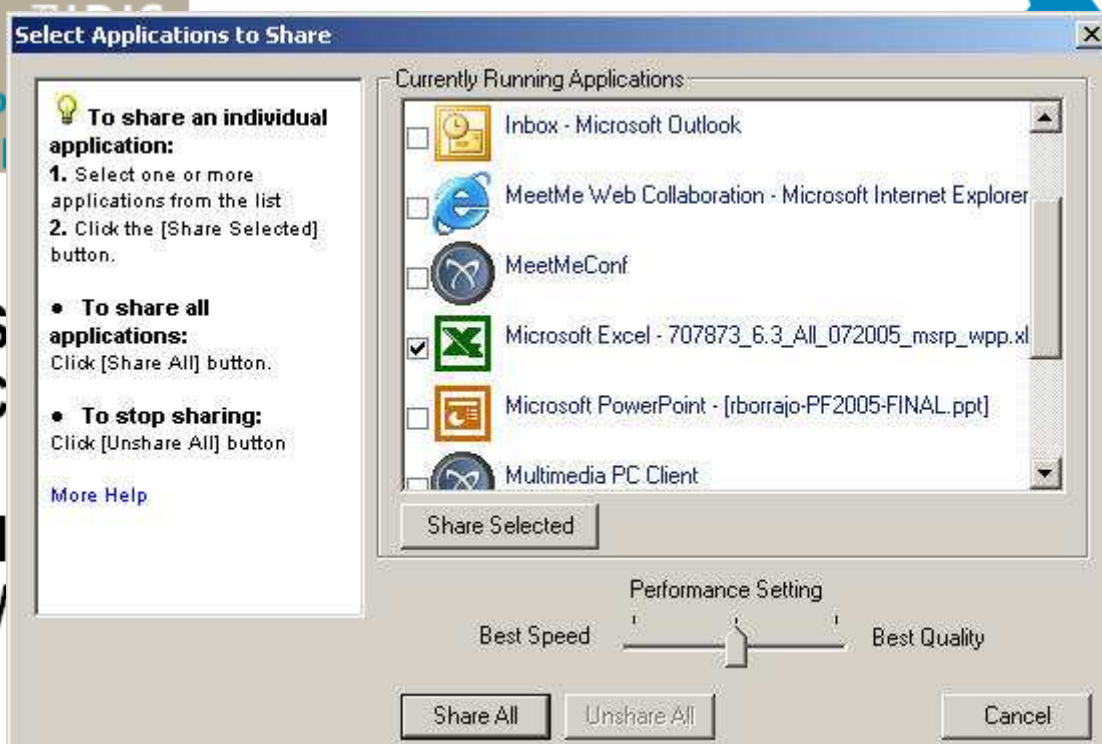 Select Applications to Share
To share an individual
application:
1. Select one or more
applications from the list
2. Click the [Share Selected]
button.
• To share all
applications:
Click [Share All] button.
• To stop sharing:
Click [Unshare All] button
More Help
Currently Running Applications
Inbox - Microsoft Outlook
MeetMe Web Collaboration - Microsoft Internet Explorer
MeetMeConf
Microsoft Excel - 707873_6.3_All_072005_msrp_wpp.xl
Microsoft PowerPoint - [rborrajo-PF2005-FINAL.ppt]
Multimedia PC Client
Share Selected
Performance Setting
Best Speed
Best Quality
Share All
Unshare All
Cancel